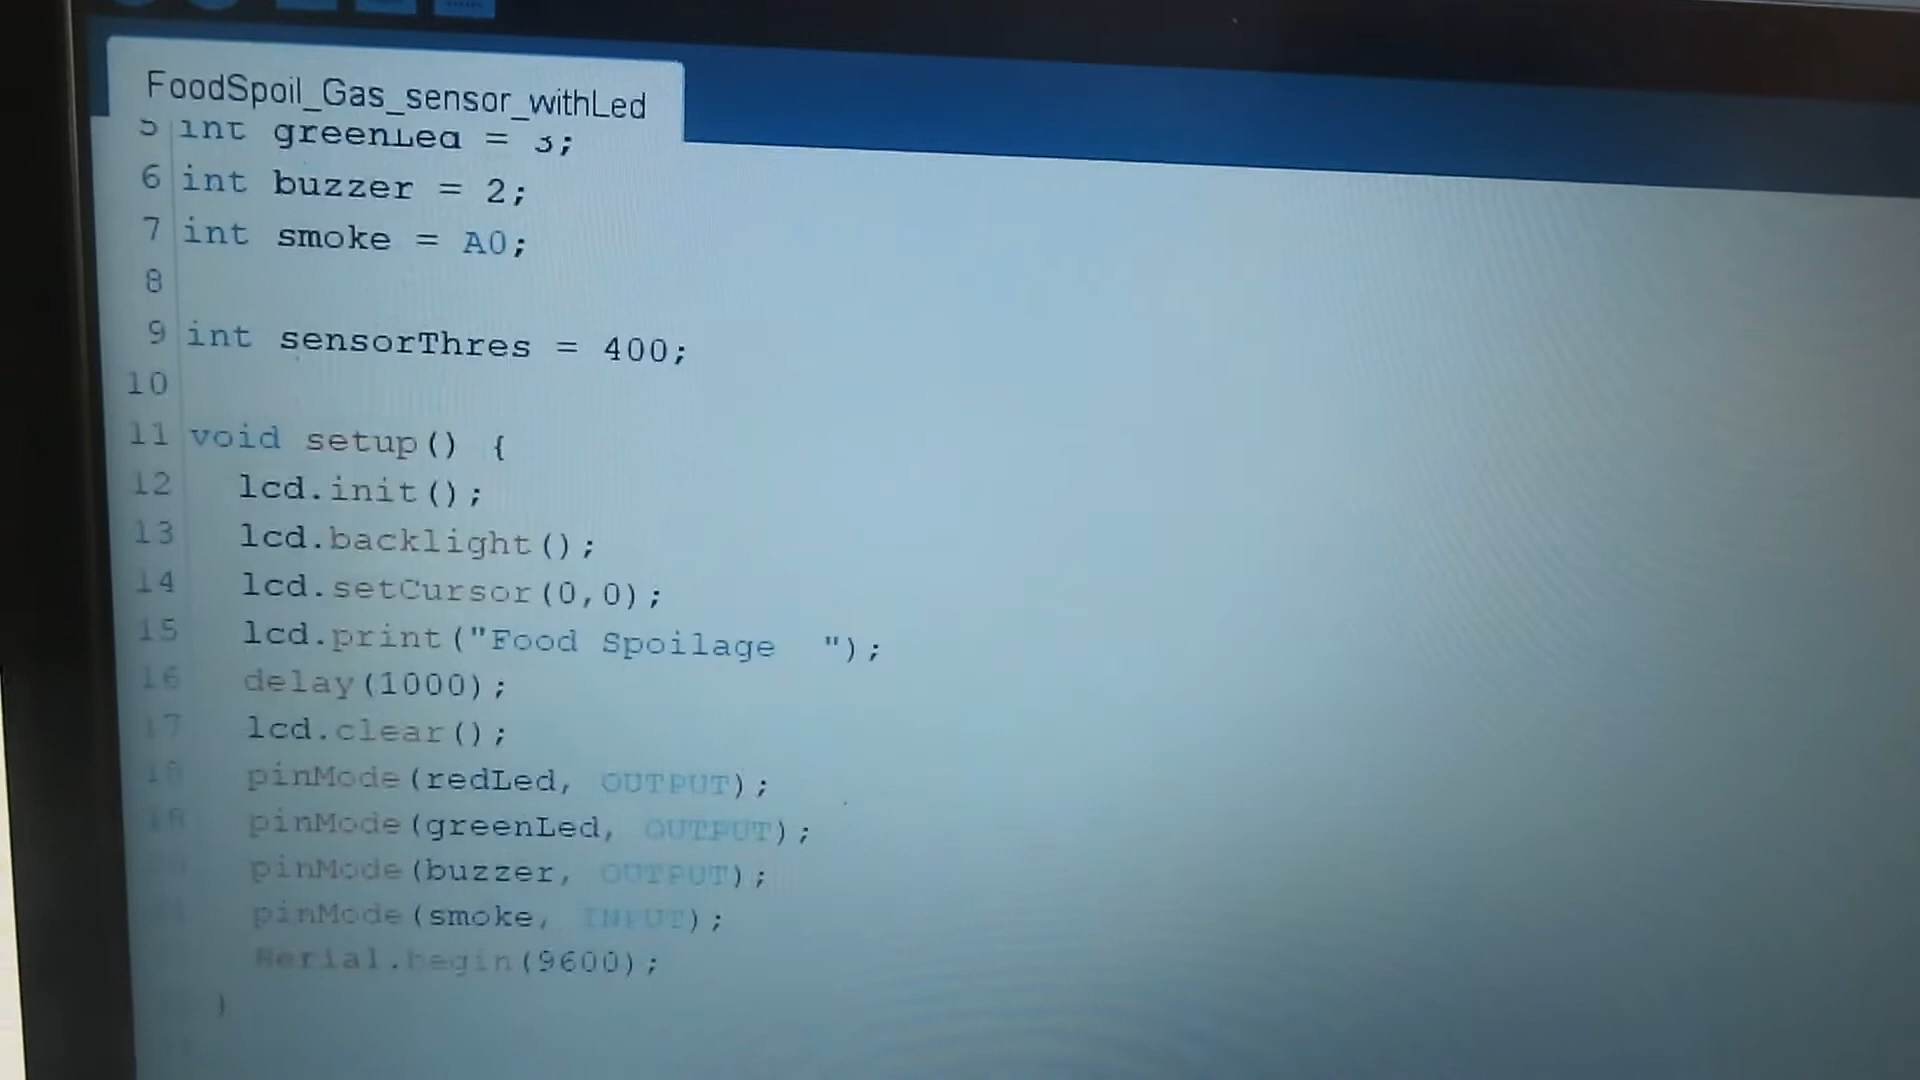 FoodSpoil_Gas_sensor_withLed
5 int greenLed = 3;
6 int buzzer = 2;
7 int smoke = A0;
8
9 int sensorThres = 400;
10
11 void setup() {
12 lcd.init();
13 lcd.backlight();
14 lcd.setCursor(0,0);
15 lcd.print("Food Spoilage  ");
16 delay(1000);
17 lcd.clear();
18 pinMode(redLed, OUTPUT);
19 pinMode(greenLed, OUTPUT);
pinMode(buzzer, OUTPUT);
pinMode(smoke, INPUT);
Serial.begin(9600);
}